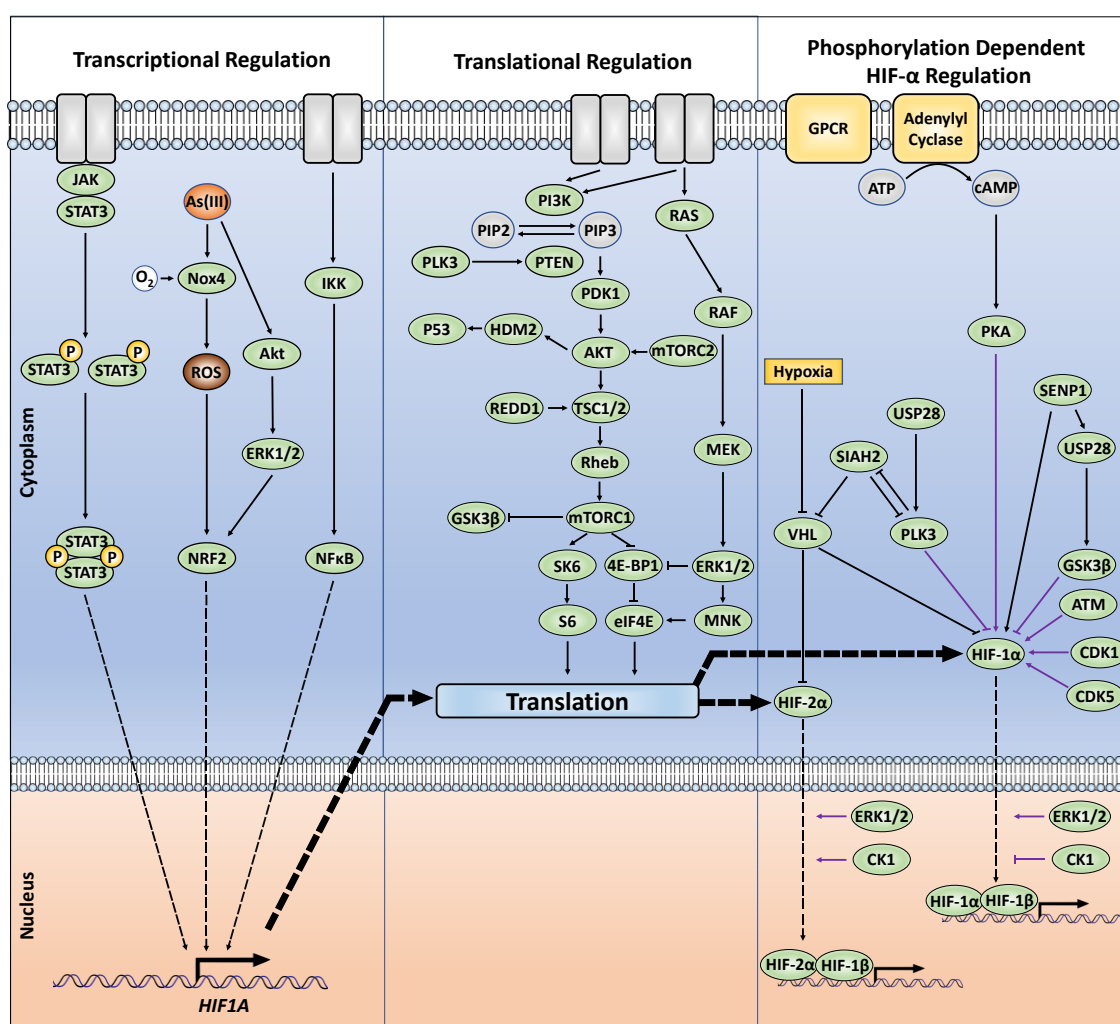 Transcriptional Regulation
Translational Regulation
Phosphorylation Dependent
HIF-α Regulation
Cytoplasm
Nucleus
JAK
STAT3
As(III)
O2
Nox4
IKK
STAT3
P
STAT3
P
ROS
Akt
ERK1/2
STAT3
P
P
STAT3
NRF2
NFκB
HIF1A
PI3K
RAS
PIP2
PIP3
PLK3
PTEN
PDK1
RAF
P53
HDM2
AKT
mTORC2
REDD1
TSC1/2
Rheb
MEK
GSK3β
mTORC1
SK6
4E-BP1
ERK1/2
S6
eIF4E
MNK
Translation
GPCR
Adenylyl
Cyclase
ATP
cAMP
PKA
Hypoxia
SENP1
USP28
USP28
SIAH2
VHL
PLK3
GSK3β
ATM
HIF-1α
CDK1
CDK5
HIF-2α
ERK1/2
CK1
ERK1/2
CK1
HIF-1α
HIF-1β
HIF-2α
HIF-1β